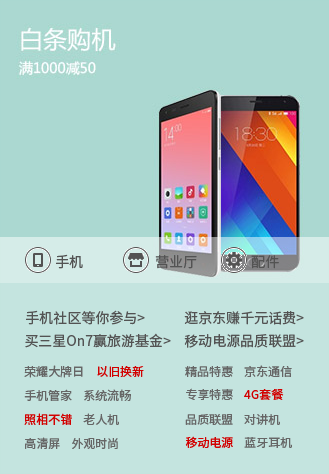 白条购机
满1000减50
14:00
18:30
手机 营业厅 配件
手机社区等你参与> 逛京东赚千元话费>
买三星On7赢旅游基金> 移动电源品质联盟>
荣耀大牌日 以旧换新 精品特惠 京东通信
手机管家 系统流畅 专享特惠 4G套餐
照相不错 老人机 品质联盟 对讲机
高清屏 外观时尚 移动电源 蓝牙耳机